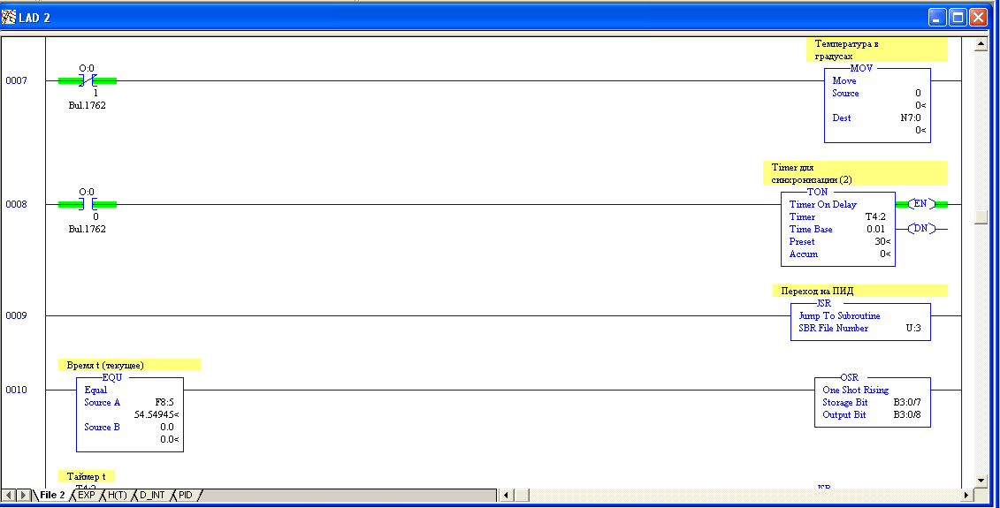 LAD 2
Температура в
градусах
0007
O:0
1
Bul.1762
MOV
Move
Source 0
0<
Dest N7:0
0<
Timer для
синхронизации (2)
0008
O:0
0
Bul.1762
TON
Timer On Delay
Timer T4:2
Time Base 0.01
Preset 30<
Accum 0<
EN
DN
Переход на ПИД
0009
JSR
Jump To Subroutine
SBR File Number U:3
Время t (текущее)
0010
EQU
Equal
Source A F8:5
54.54945<
Source B 0.0
0.0<
OSR
One Shot Rising
Storage Bit B3:0/7
Output Bit B3:0/8
Таймер t
File 2 EXP H(T) D_INT PID